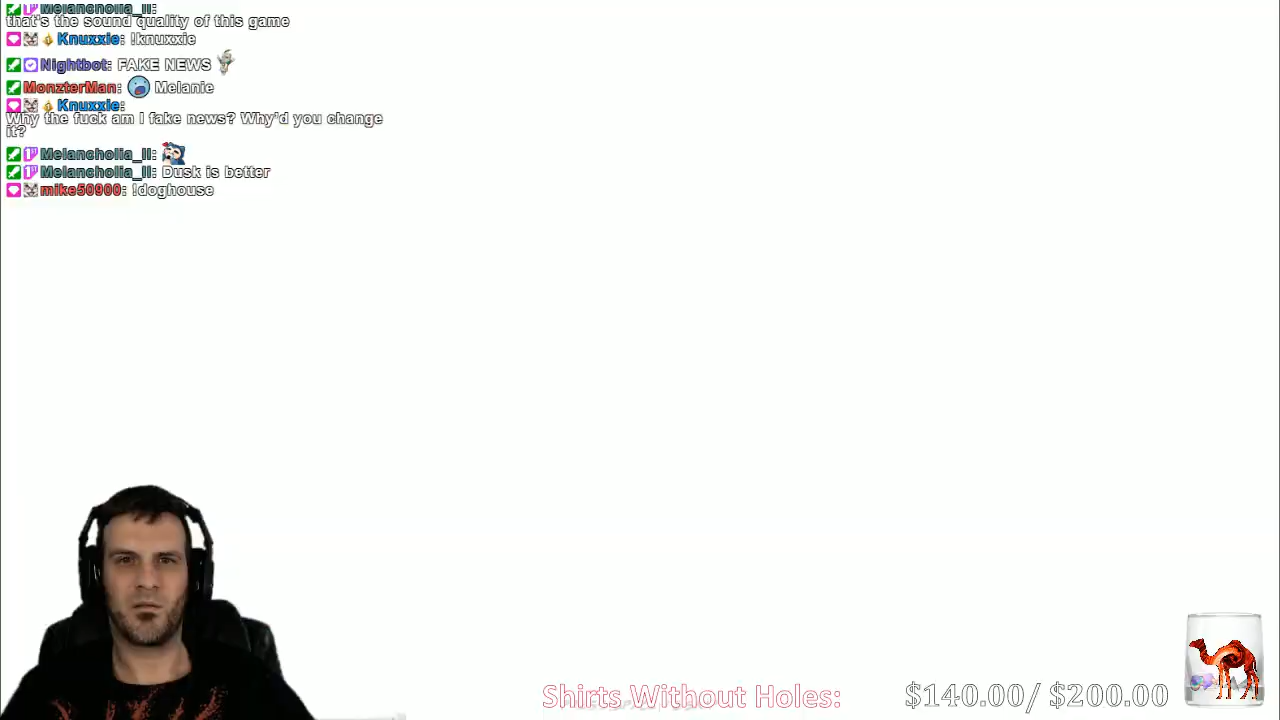 Melancholia_II:
that's the sound quality of this game
Knuxxie: !knuxxie
Nightbot: FAKE NEWS
MonzterMan: Melanie
Knuxxie:
Why the fuck am I fake news? Why'd you change
it?
Melancholia_II:
Melancholia_II: Dusk is better
mike50900: !doghouse
Shirts Without Holes: $140.00/ $200.00